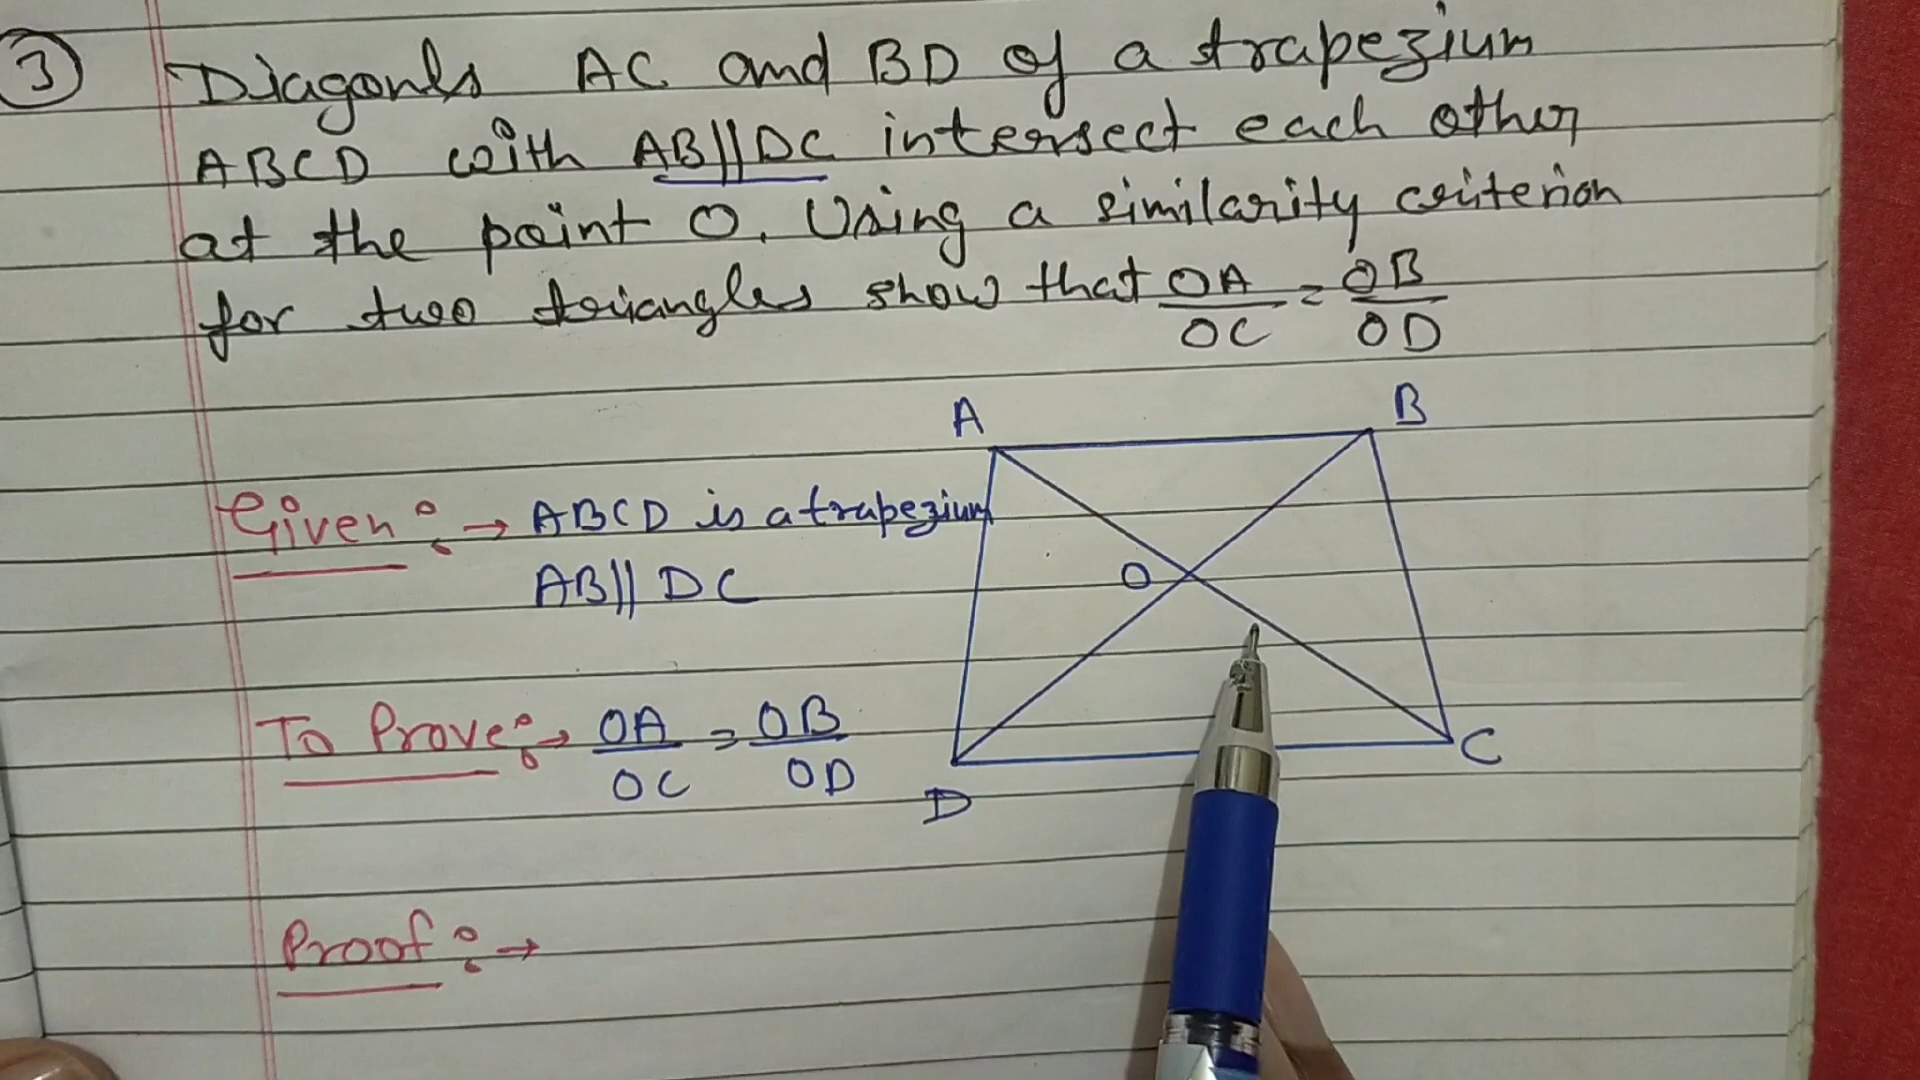 3 Diagonls AC and BD of a trapezium
ABCD with AB||DC intersect each other
at the point O. Using a similarity criterion
for two triangles show that OA/OC = OB/OD
A
B
Given : → ABCD is a trapezium
AB || DC
O
To Prove : → OA/OC = OB/OD
C
D
Proof : →